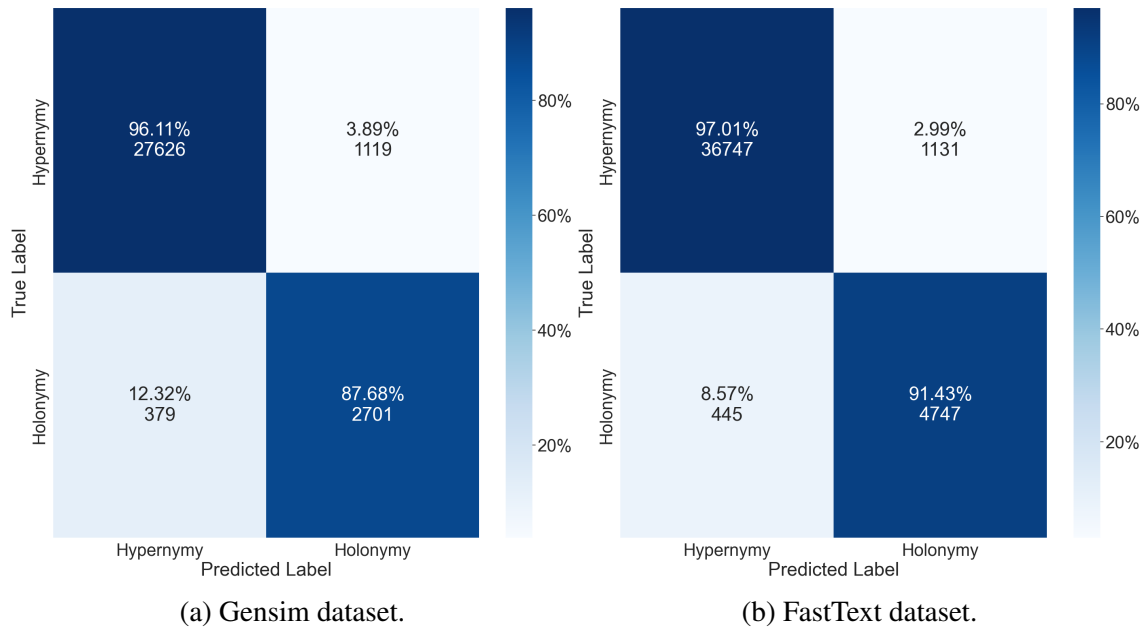 96.11%
27626
3.89%
1119
12.32%
379
87.68%
2701
Hypernymy
Holonymy
True Label
Hypernymy
Holonymy
Predicted Label
80%
60%
40%
20%
(a) Gensim dataset.
97.01%
36747
2.99%
1131
8.57%
445
91.43%
4747
Hypernymy
Holonymy
True Label
Hypernymy
Holonymy
Predicted Label
80%
60%
40%
20%
(b) FastText dataset.